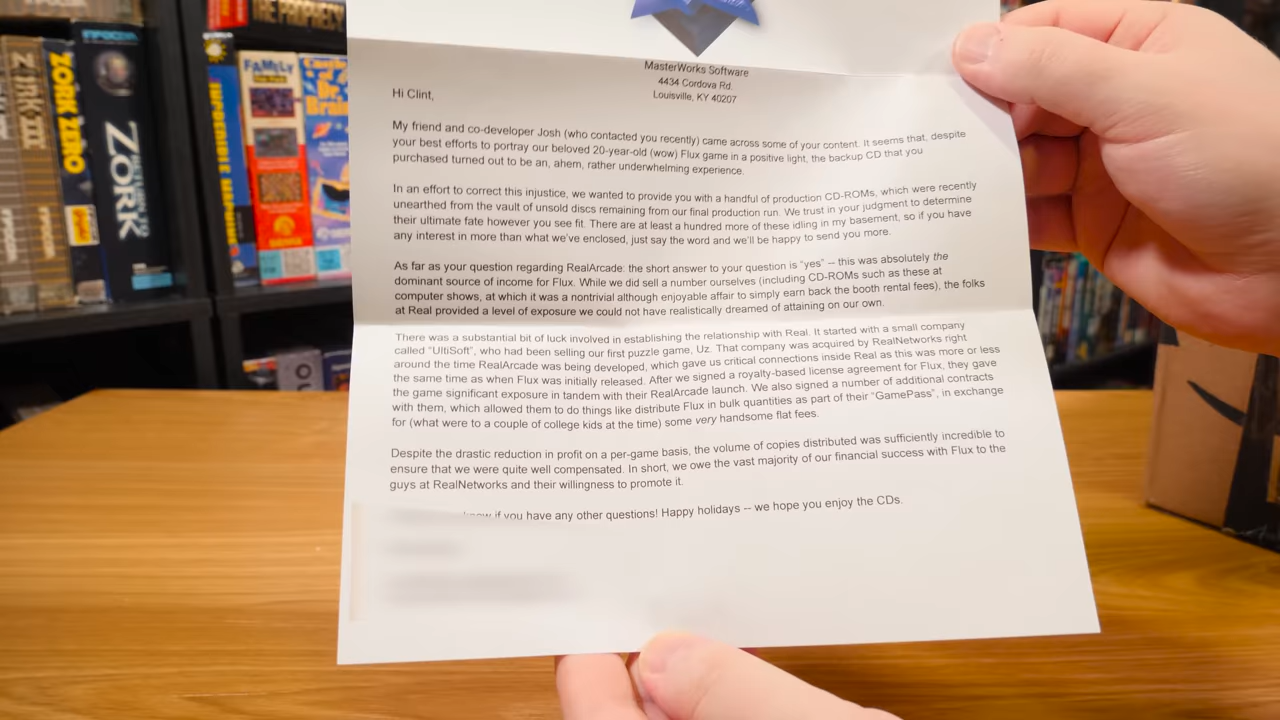 THE PROPHECY
INFOCOM
ZORK ZERO
ZORK
INVISICLUES MANUAL
FAMELY
Castle
of
Dr.
Brain
SIERRA
MasterWorks Software
4434 Cordova Rd.
Louisville, KY 40207
Hi Clint,
My friend and co-developer Josh (who contacted you recently) came across some of your content. It seems that, despite
your best efforts to portray our beloved 20-year-old (wow) Flux game in a positive light, the backup CD that you
purchased turned out to be an, ahem, rather underwhelming experience.
In an effort to correct this injustice, we wanted to provide you with a handful of production CD-ROMs, which were recently
unearthed from the vault of unsold discs remaining from our final production run. We trust in your judgment to determine
their ultimate fate however you see fit. There are at least a hundred more of these idling in my basement, so if you have
any interest in more than what we've enclosed, just say the word and we'll be happy to send you more.
As far as your question regarding RealArcade: the short answer to your question is "yes" -- this was absolutely the
dominant source of income for Flux. While we did sell a number ourselves (including CD-ROMs such as these at
computer shows, at which it was a nontrivial although enjoyable affair to simply earn back the booth rental fees), the folks
at Real provided a level of exposure we could not have realistically dreamed of attaining on our own.
There was a substantial bit of luck involved in establishing the relationship with Real. It started with a small company
called "UltiSoft", who had been selling our first puzzle game, Uz. That company was acquired by RealNetworks right
around the time RealArcade was being developed, which gave us critical connections inside Real as this was more or less
the same time as when Flux was initially released. After we signed a royalty-based license agreement for Flux, they gave
the game significant exposure in tandem with their RealArcade launch. We also signed a number of additional contracts
with them, which allowed them to do things like distribute Flux in bulk quantities as part of their "GamePass", in exchange
for (what were to a couple of college kids at the time) some very handsome flat fees.
Despite the drastic reduction in profit on a per-game basis, the volume of copies distributed was sufficiently incredible to
ensure that we were quite well compensated. In short, we owe the vast majority of our financial success with Flux to the
guys at RealNetworks and their willingness to promote it.
know if you have any other questions! Happy holidays -- we hope you enjoy the CDs.